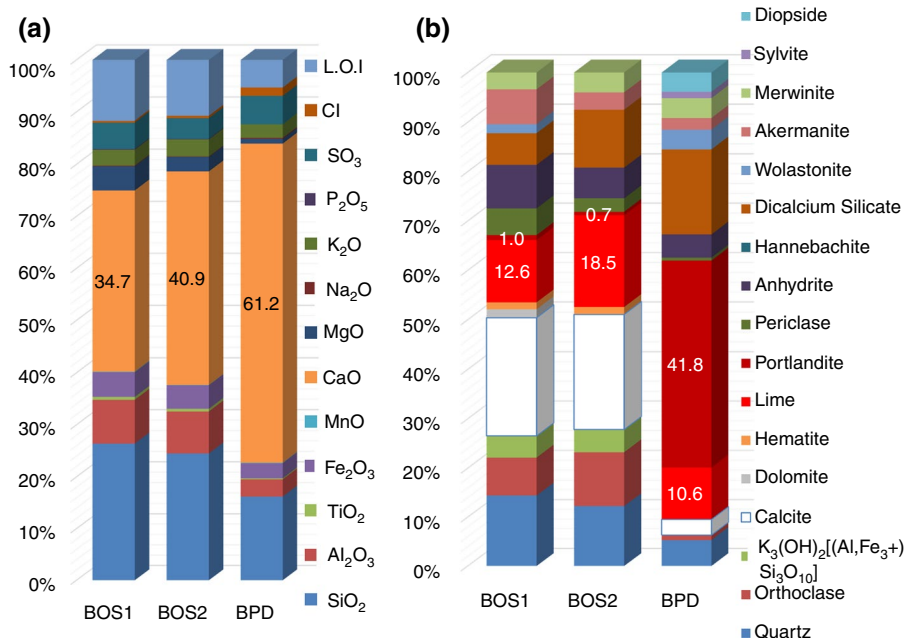 (a)
100%
90%
80%
70%
60%
50%
40%
30%
20%
10%
0%
34.7
40.9
61.2
BOS1
BOS2
BPD
L.O.I
Cl
SO3
P2O5
K2O
Na2O
MgO
CaO
MnO
Fe2O3
TiO2
Al2O3
SiO2
(b)
100%
90%
80%
70%
60%
50%
40%
30%
20%
10%
0%
1.0
12.6
0.7
18.5
41.8
10.6
BOS1
BOS2
BPD
Diopside
Sylvite
Merwinite
Akermanite
Wolastonite
Dicalcium Silicate
Hannebachite
Anhydrite
Periclase
Portlandite
Lime
Hematite
Dolomite
Calcite
K3(OH)2[(Al,Fe3+)
Si3O10]
Orthoclase
Quartz